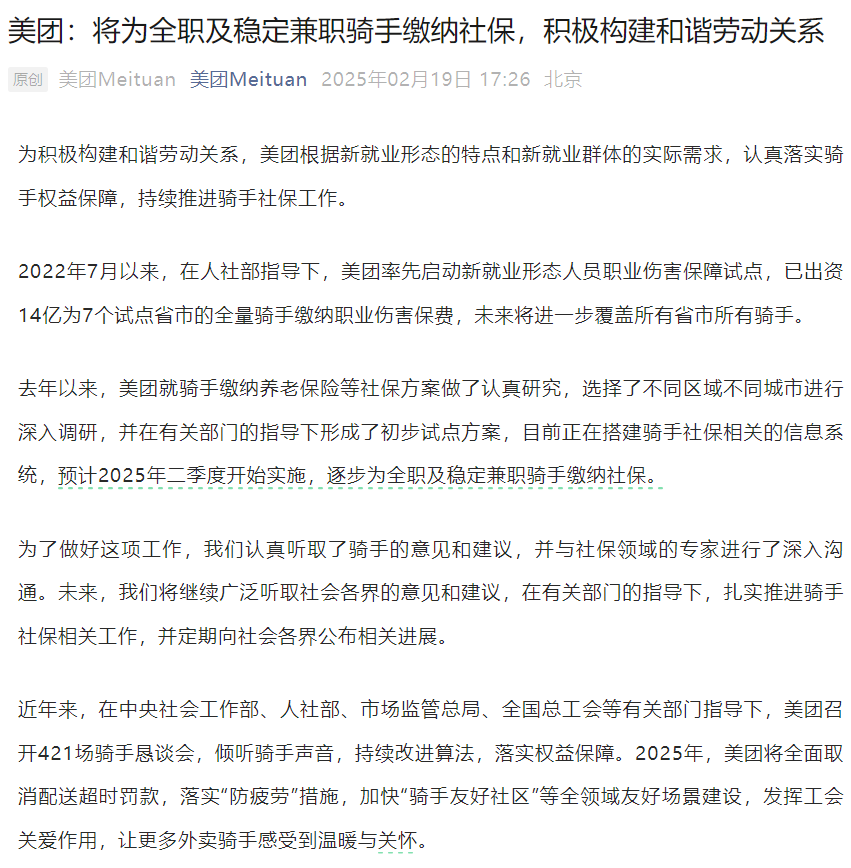 美团：将为全职及稳定兼职骑手缴纳社保，积极构建和谐劳动关系
原创 美团Meituan 美团Meituan 2025年02月19日 17:26 北京
为积极构建和谐劳动关系，美团根据新就业形态的特点和新就业群体的实际需求，认真落实骑
手权益保障，持续推进骑手社保工作。
2022年7月以来，在人社部指导下，美团率先启动新就业形态人员职业伤害保障试点，已出资
14亿为7个试点省市的全量骑手缴纳职业伤害保费，未来将进一步覆盖所有省市所有骑手。
去年以来，美团就骑手缴纳养老保险等社保方案做了认真研究，选择了不同区域不同城市进行
深入调研，并在有关部门的指导下形成了初步试点方案，目前正在搭建骑手社保相关的信息系
统，预计2025年二季度开始实施，逐步为全职及稳定兼职骑手缴纳社保。
为了做好这项工作，我们认真听取了骑手的意见和建议，并与社保领域的专家进行了深入沟
通。未来，我们将继续广泛听取社会各界的意见和建议，在有关部门的指导下，扎实推进骑手
社保相关工作，并定期向社会各界公布相关进展。
近年来，在中央社会工作部、人社部、市场监管总局、全国总工会等有关部门指导下，美团召
开421场骑手恳谈会，倾听骑手声音，持续改进算法，落实权益保障。2025年，美团将全面取
消配送超时罚款，落实“防疲劳”措施，加快“骑手友好社区”等全领域友好场景建设，发挥工会
关爱作用，让更多外卖骑手感受到温暖与关怀。